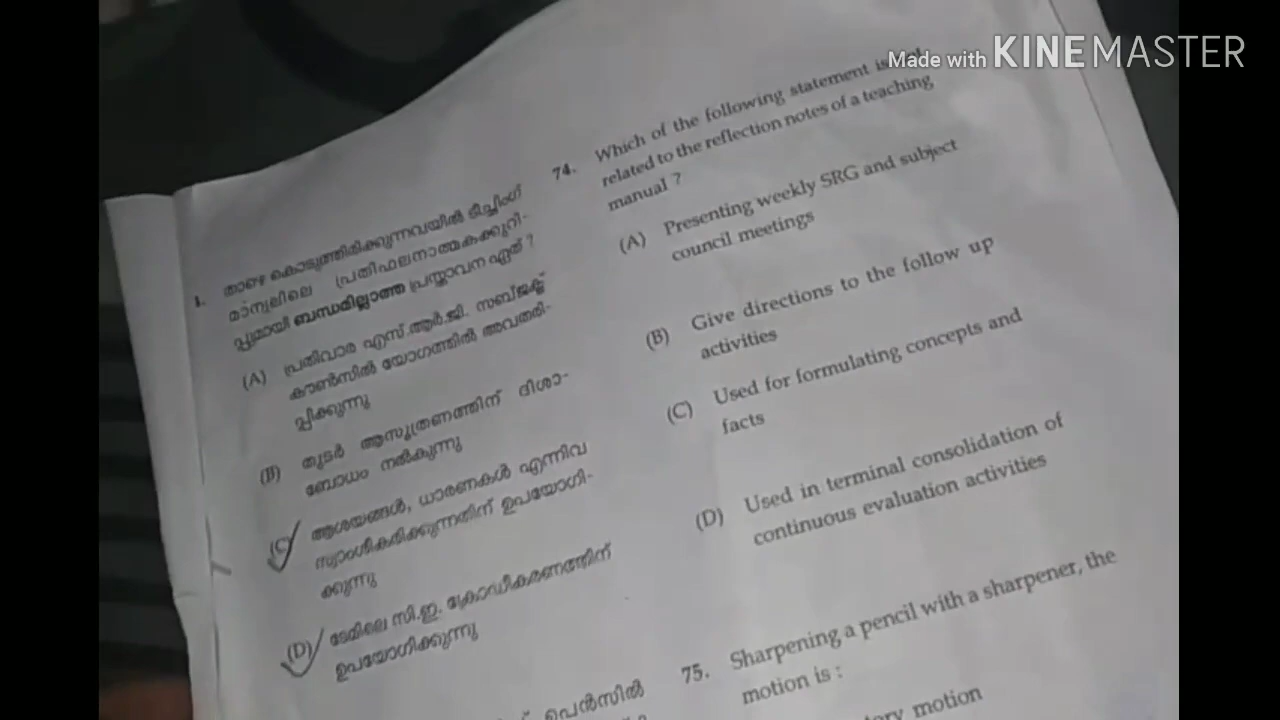 Made with KINEMASTER
താഴെ കൊടുത്തിരിക്കുന്നവയിൽ ടീച്ചിംഗ്
മാന്വലിലെ പ്രതിഫലനാത്മകക്കുറി-
പ്പുമായി ബന്ധമില്ലാത്ത പ്രസ്താവന ഏത് ?
(A) പ്രതിവാര എസ്.ആർ.ജി. സബ്ജക്ട്
കൗൺസിൽ യോഗത്തിൽ അവതരി-
പ്പിക്കുന്നു
(B) തുടർ ആസൂത്രണത്തിന് ദിശാ-
ബോധം നൽകുന്നു
(C) ആശയങ്ങൾ, ധാരണകൾ എന്നിവ
സ്വാംശീകരിക്കുന്നതിന് ഉപയോഗി-
ക്കുന്നു
(D) ടേമിലെ സി.ഇ. ക്രോഡീകരണത്തിന്
ഉപയോഗിക്കുന്നു
പെൻസിൽ
74. Which of the following statement is
related to the reflection notes of a teaching
manual ?
(A) Presenting weekly SRG and subject
council meetings
(B) Give directions to the follow up
activities
(C) Used for formulating concepts and
facts
(D) Used in terminal consolidation of
continuous evaluation activities
75. Sharpening a pencil with a sharpener, the
motion is :
motion